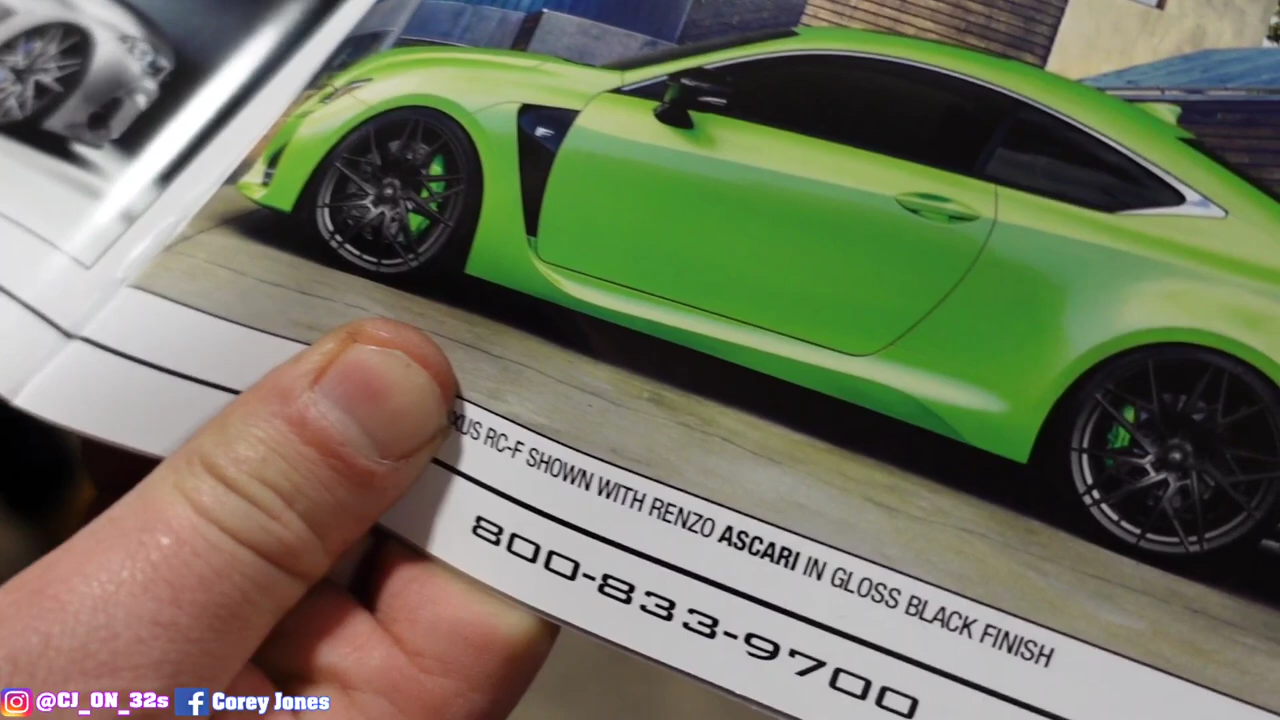 XUS RC-F SHOWN WITH RENZO ASCARI IN GLOSS BLACK FINISH
800-833-9700
@CJ_ON_32s Corey Jones